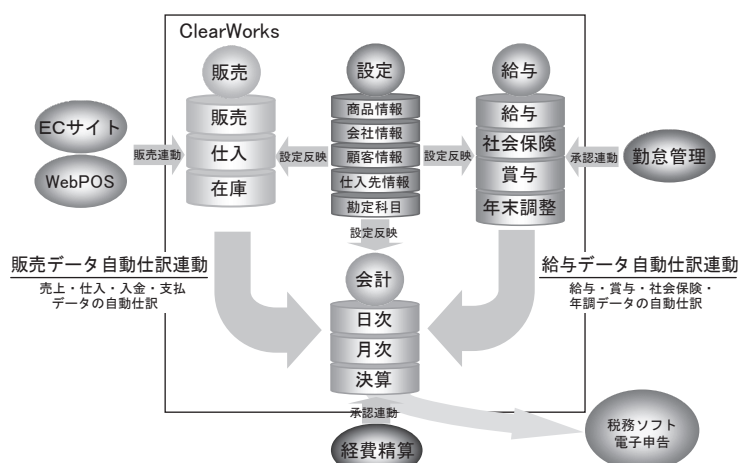 ClearWorks
販売
設定
給与
販売
仕入
在庫
商品情報
会社情報
顧客情報
仕入先情報
勘定科目
給与
社会保険
賞与
年末調整
ECサイト
WebPOS
販売連動
設定反映
設定反映
承認連動
勤怠管理
設定反映
販売データ自動仕訳連動
売上・仕入・入金・支払
データの自動仕訳
給与データ自動仕訳連動
給与・賞与・社会保険・
年調データの自動仕訳
会計
日次
月次
決算
承認連動
経費精算
税務ソフト
電子申告